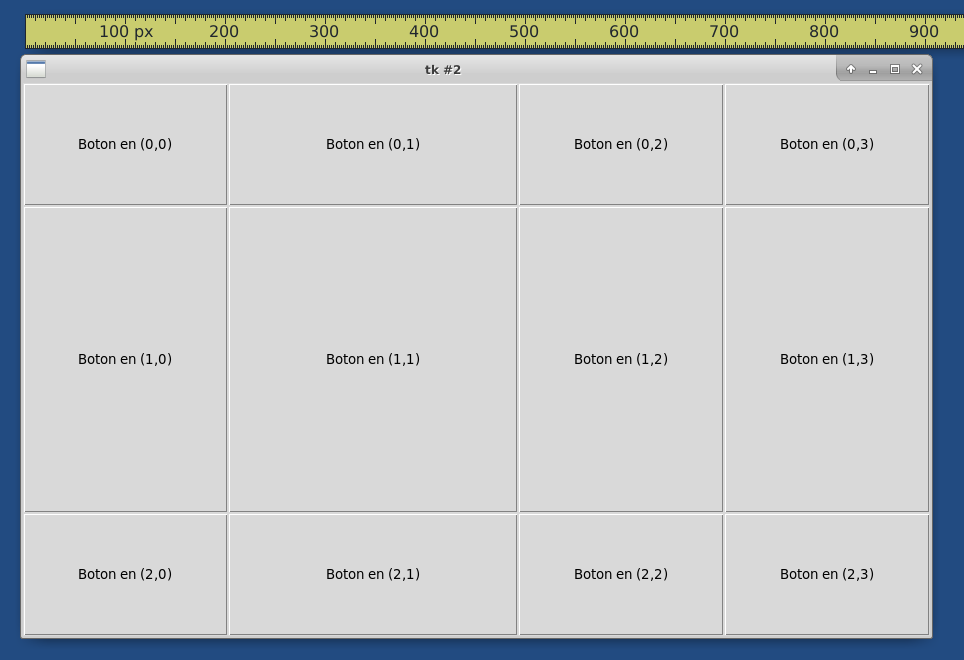 100 px 200 300 400 500 600 700 800 900
tk #2
Boton en (0,0) Boton en (0,1) Boton en (0,2) Boton en (0,3)
Boton en (1,0) Boton en (1,1) Boton en (1,2) Boton en (1,3)
Boton en (2,0) Boton en (2,1) Boton en (2,2) Boton en (2,3)